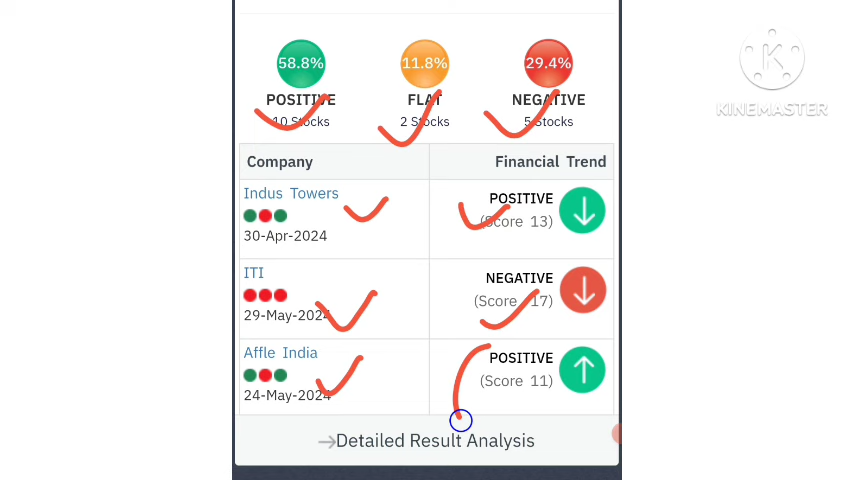 58.8% 11.8% 29.4%
POSITIVE FLAT NEGATIVE
10 Stocks 2 Stocks 5 Stocks
Company Financial Trend
Indus Towers
POSITIVE
(Score 13)
30-Apr-2024
ITI
NEGATIVE
(Score 17)
29-May-2024
Affle India
POSITIVE
(Score 11)
24-May-2024
→Detailed Result Analysis
K
KINEMASTER